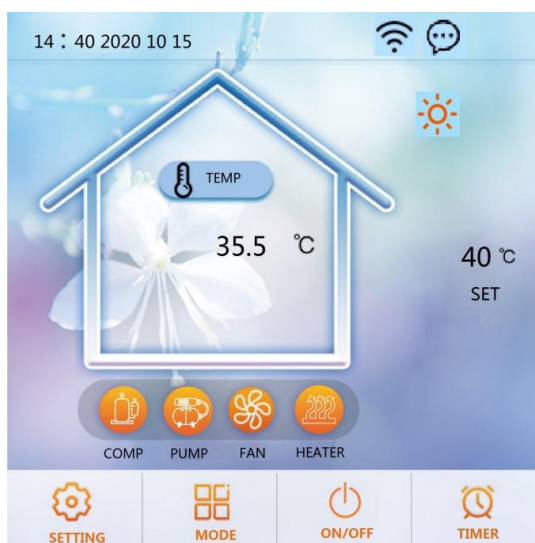 14：40 2020 10 15
TEMP
35.5 ℃
40 ℃
SET
COMP PUMP FAN HEATER
SETTING MODE ON/OFF TIMER